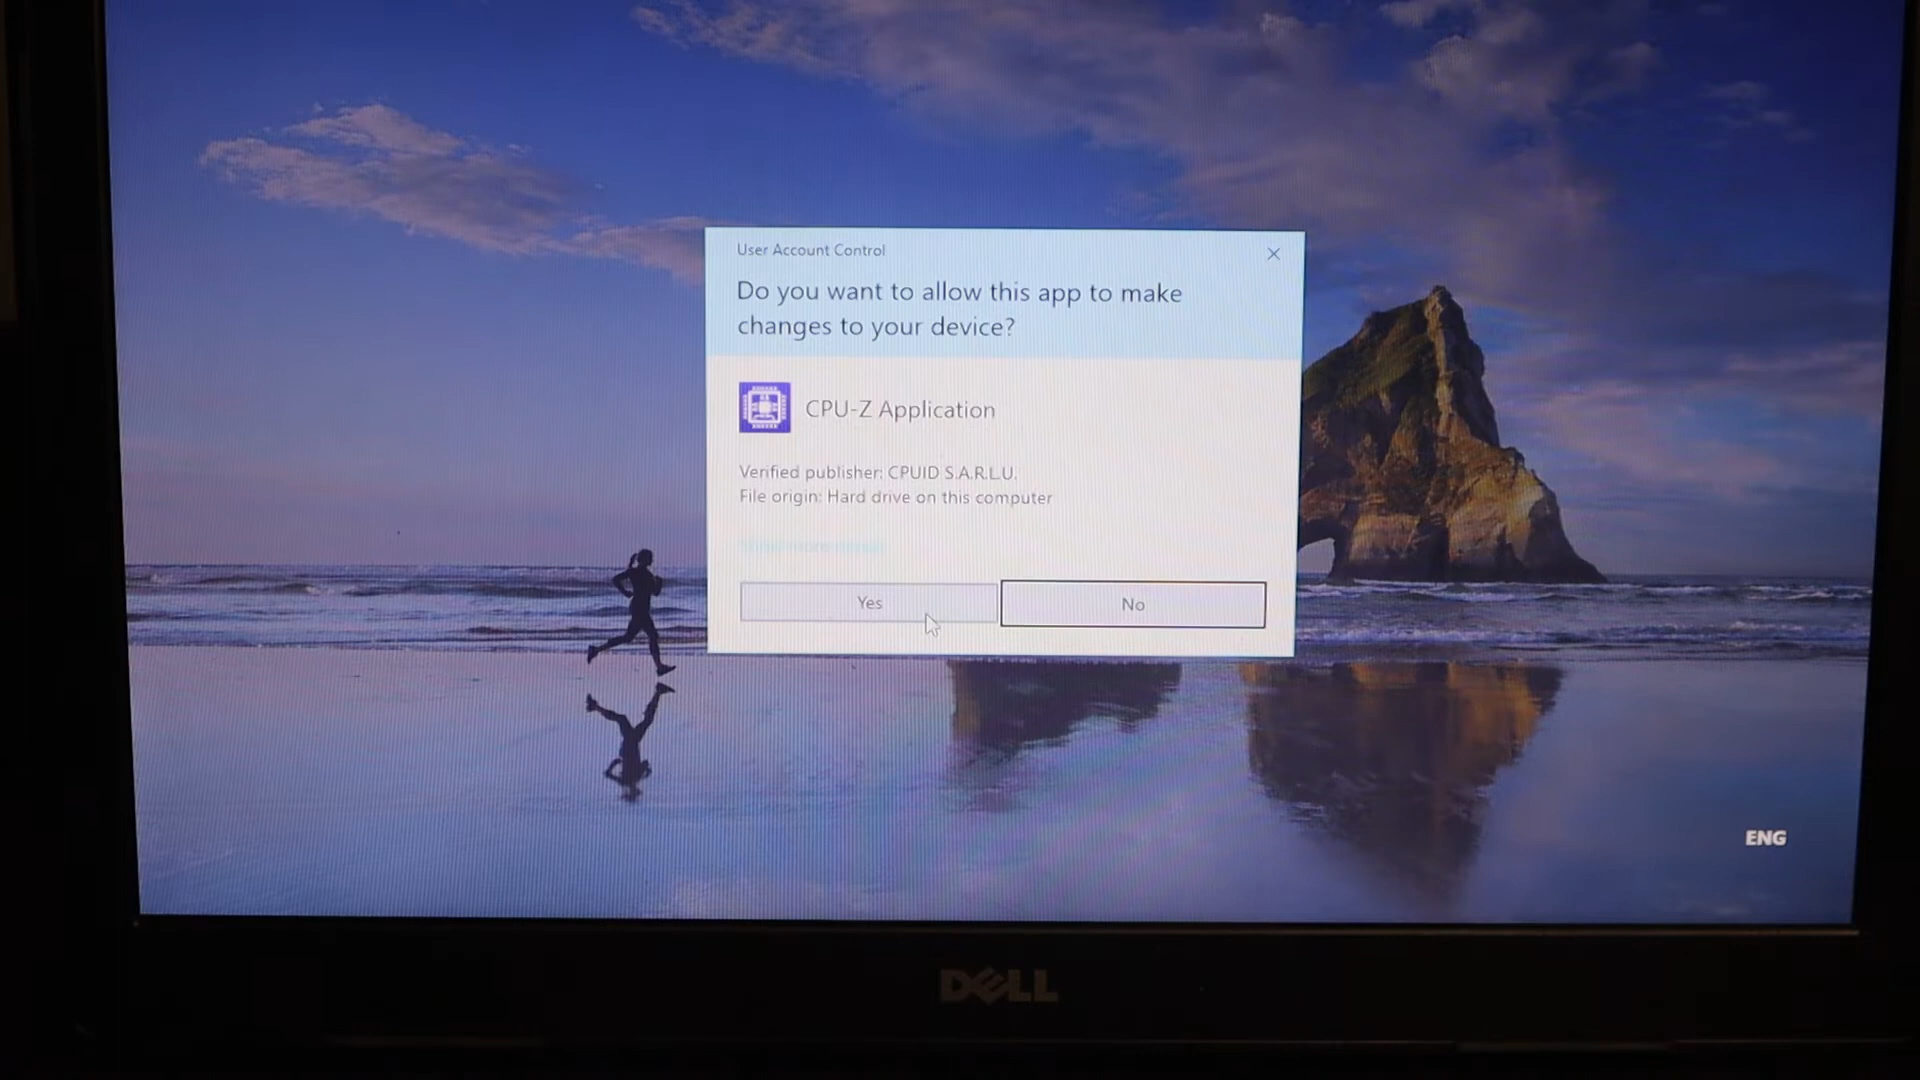 User Account Control
Do you want to allow this app to make
changes to your device?
CPU-Z Application
Verified publisher: CPUID S.A.R.L.U.
File origin: Hard drive on this computer
Yes
No
ENG
DELL